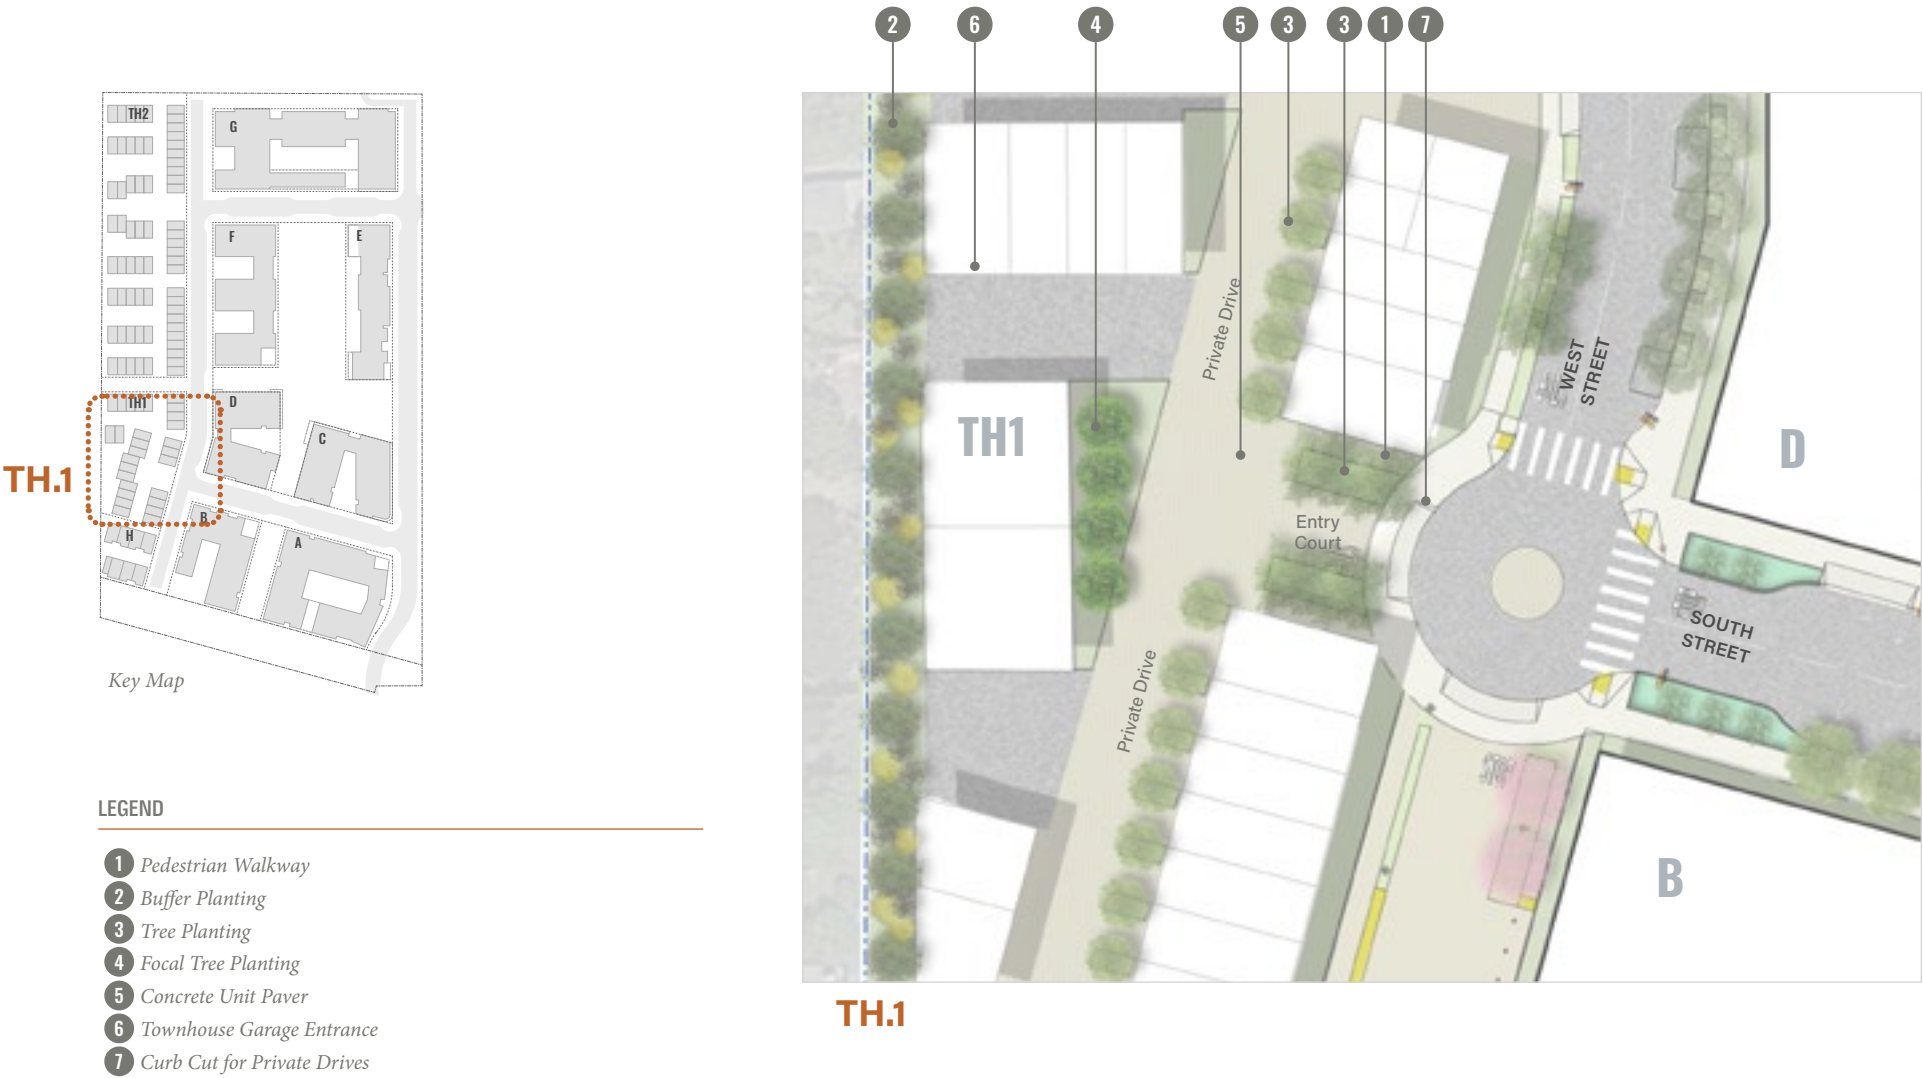 2
6
4
5
3
3
1
7
TH2
G
F
E
TH1
D
C
TH.1
B
H
A
Key Map
LEGEND
1 Pedestrian Walkway
2 Buffer Planting
3 Tree Planting
4 Focal Tree Planting
5 Concrete Unit Paver
6 Townhouse Garage Entrance
7 Curb Cut for Private Drives
Private Drive
WEST
STREET
TH1
D
Entry
Court
SOUTH
STREET
Private Drive
B
TH.1